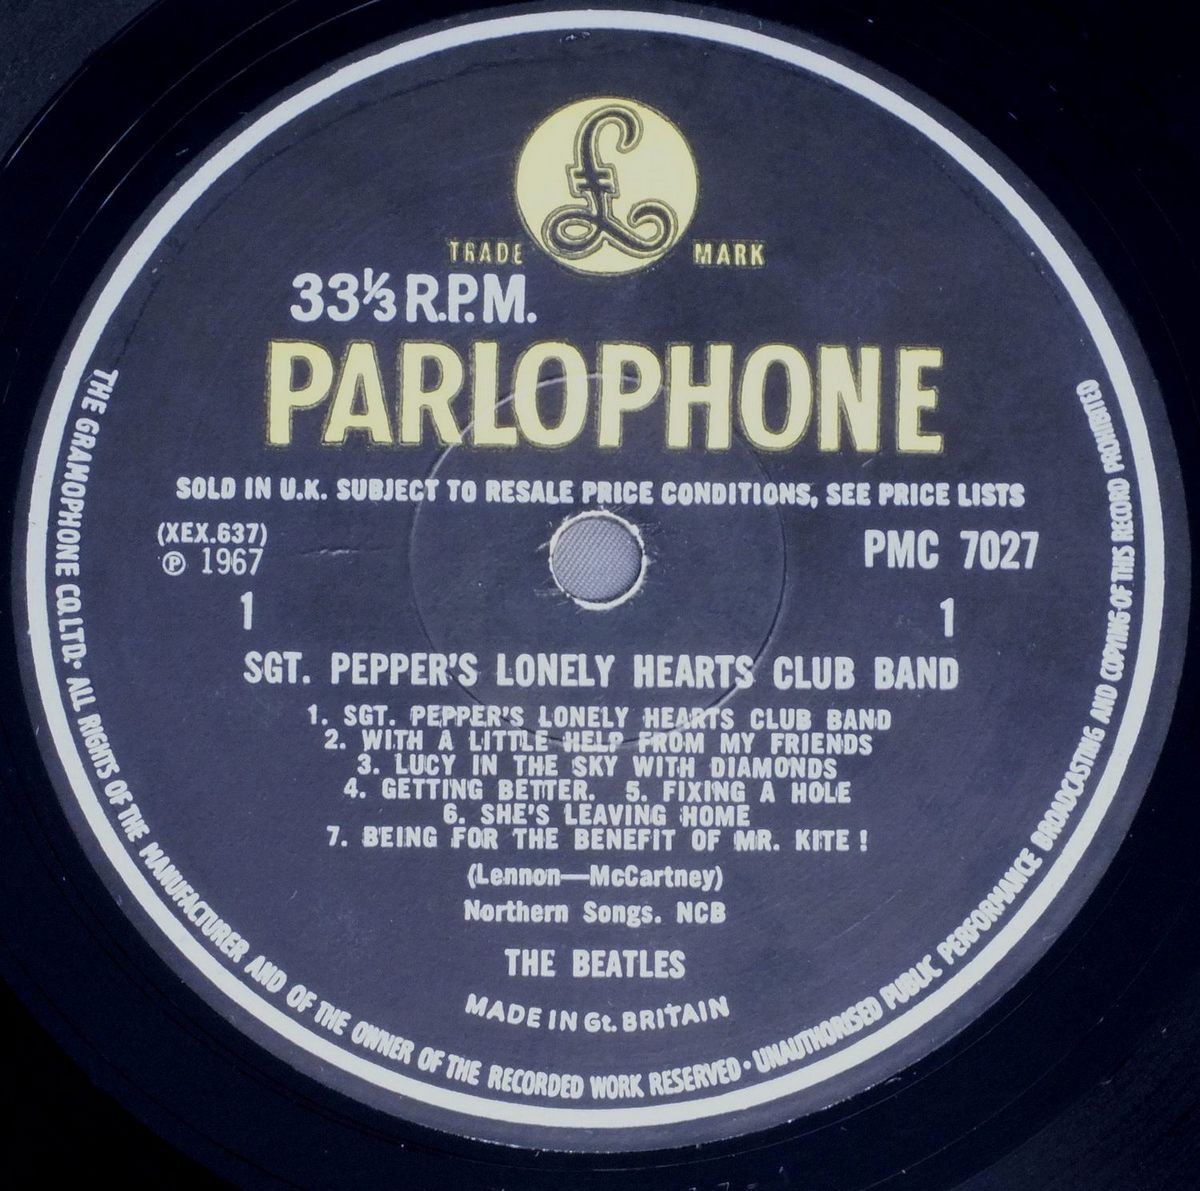 £
TRADE MARK
33⅓ R.P.M.
PARLOPHONE
SOLD IN U.K. SUBJECT TO RESALE PRICE CONDITIONS, SEE PRICE LISTS
(XEX.637) PMC 7027
℗ 1967
1 1
SGT. PEPPER'S LONELY HEARTS CLUB BAND
1. SGT. PEPPER'S LONELY HEARTS CLUB BAND
2. WITH A LITTLE HELP FROM MY FRIENDS
3. LUCY IN THE SKY WITH DIAMONDS
4. GETTING BETTER. 5. FIXING A HOLE
6. SHE'S LEAVING HOME
7. BEING FOR THE BENEFIT OF MR. KITE !
(Lennon—McCartney)
Northern Songs. NCB
THE BEATLES
MADE IN Gt. BRITAIN
THE GRAMOPHONE CO. LTD. · ALL RIGHTS OF THE MANUFACTURER AND OF THE OWNER OF THE RECORDED WORK RESERVED · UNAUTHORISED PUBLIC PERFORMANCE BROADCASTING AND COPYING OF THIS RECORD PROHIBITED